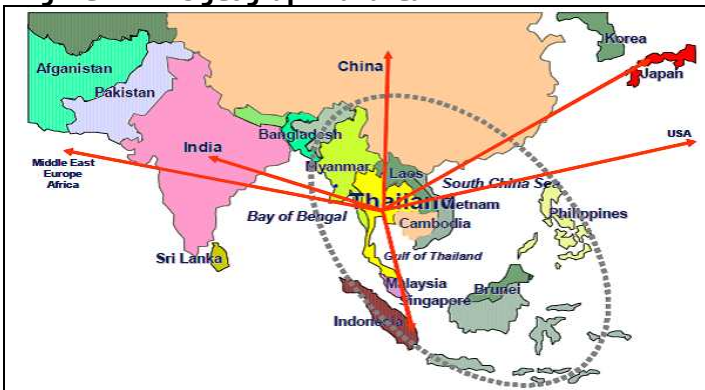 Korea
Afganistan
China
Japan
Pakistan
Bangladesh
USA
India
Middle East
Europe
Africa
Myanmar
Laos
South China Sea
Thailand
Vietnam
Bay of Bengal
Philippines
Cambodia
Sri Lanka
Gulf of Thailand
Malaysia
Brunei
Singapore
Indonesia